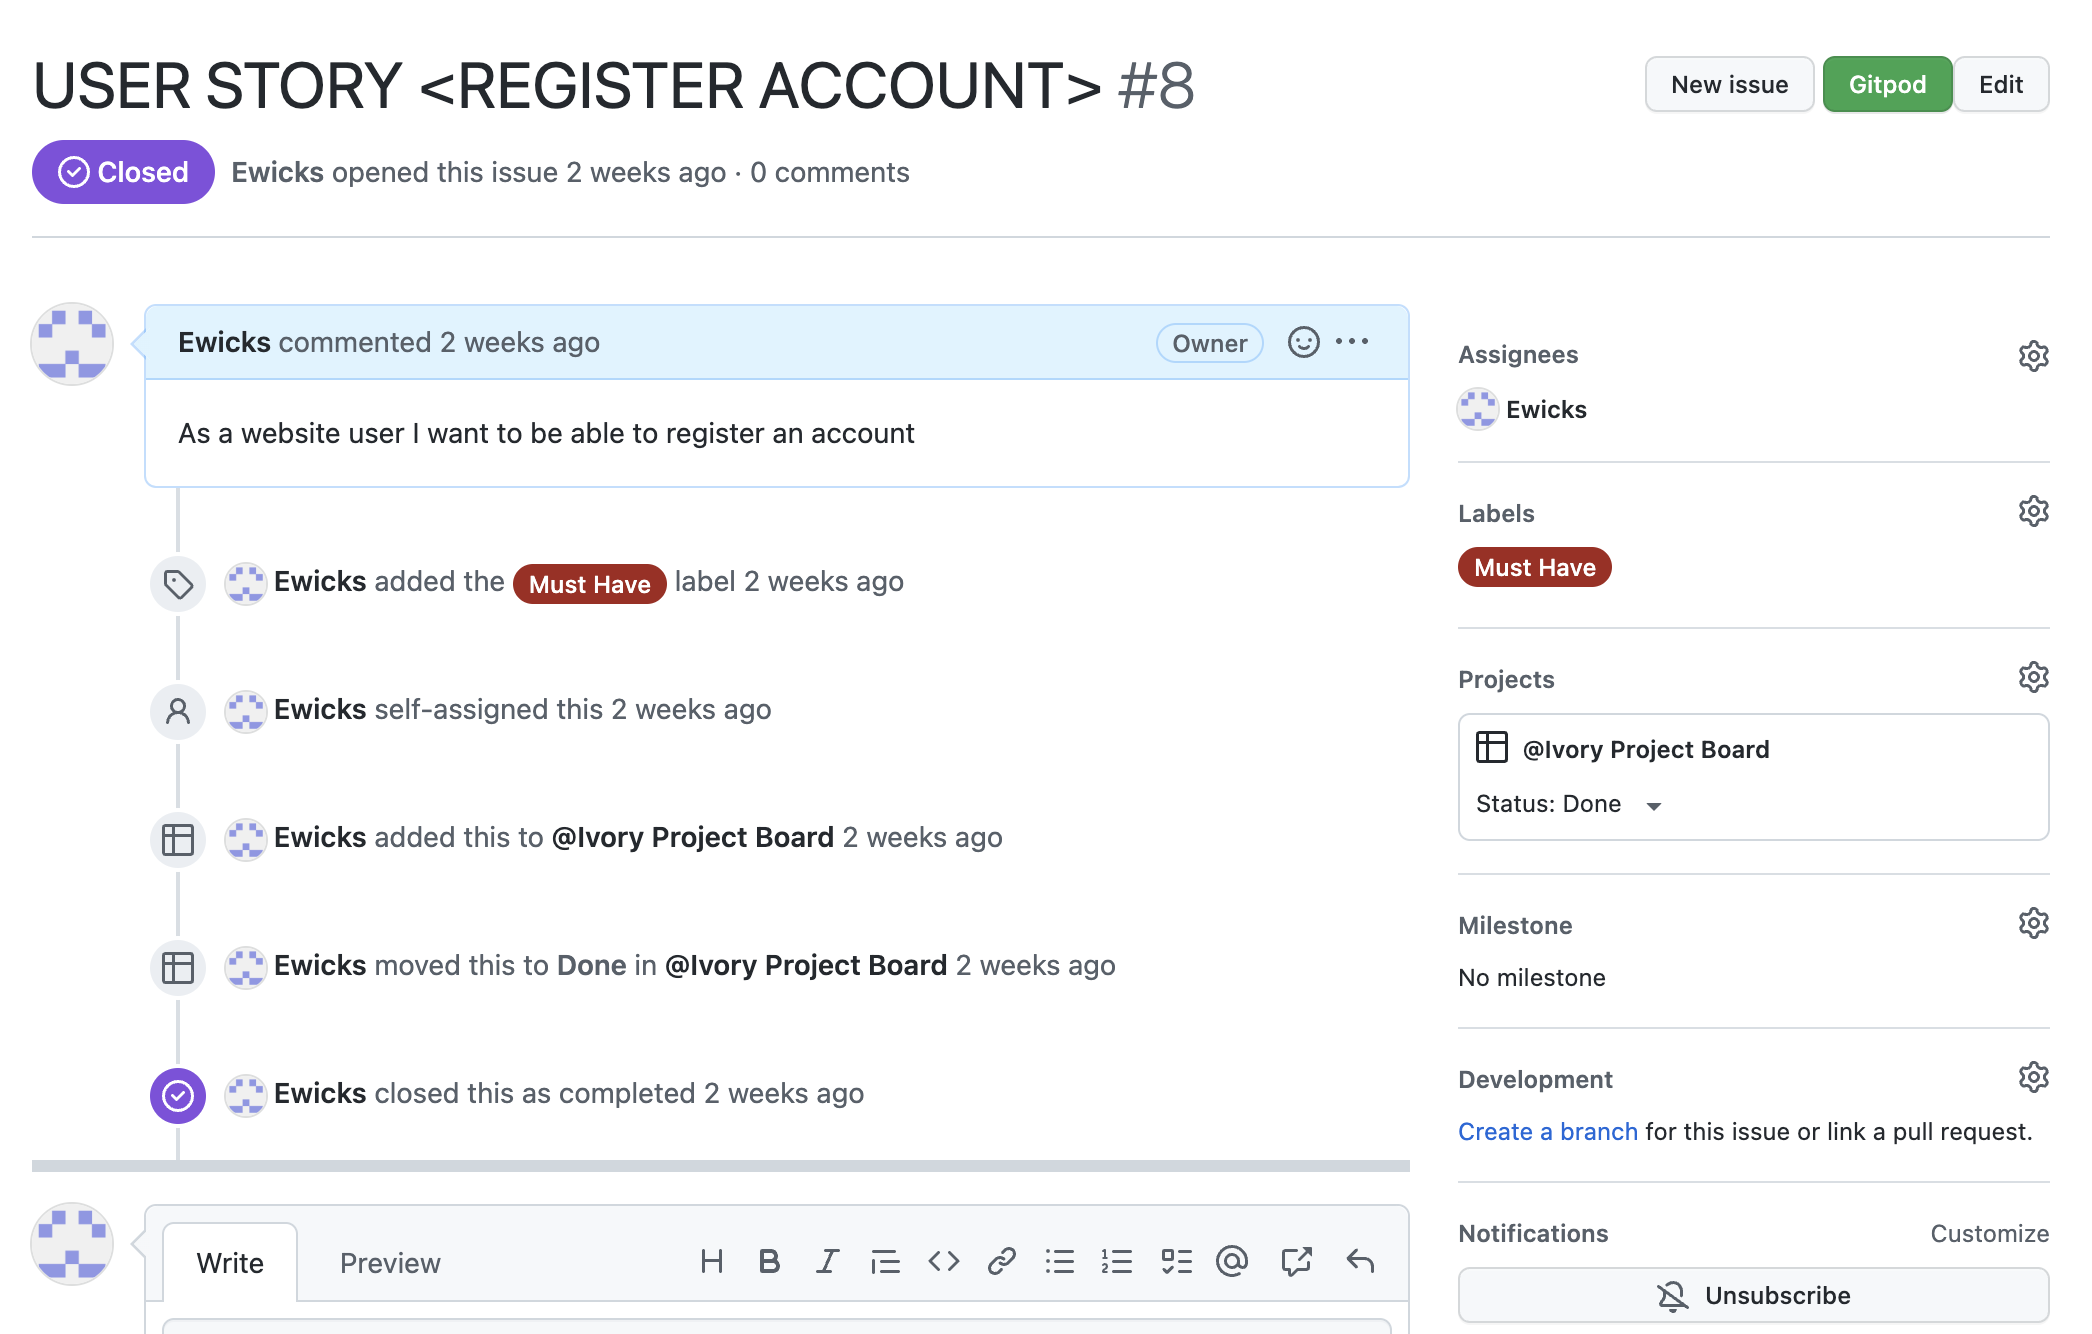 USER STORY <REGISTER ACCOUNT> #8
New issue
Gitpod
Edit
Closed
Ewicks opened this issue 2 weeks ago · 0 comments
Ewicks commented 2 weeks ago
Owner
As a website user I want to be able to register an account
Ewicks added the Must Have label 2 weeks ago
Ewicks self-assigned this 2 weeks ago
Ewicks added this to @Ivory Project Board 2 weeks ago
Ewicks moved this to Done in @Ivory Project Board 2 weeks ago
Ewicks closed this as completed 2 weeks ago
Write
Preview
Assignees
Ewicks
Labels
Must Have
Projects
@Ivory Project Board
Status: Done
Milestone
No milestone
Development
Create a branch for this issue or link a pull request.
Notifications
Customize
Unsubscribe